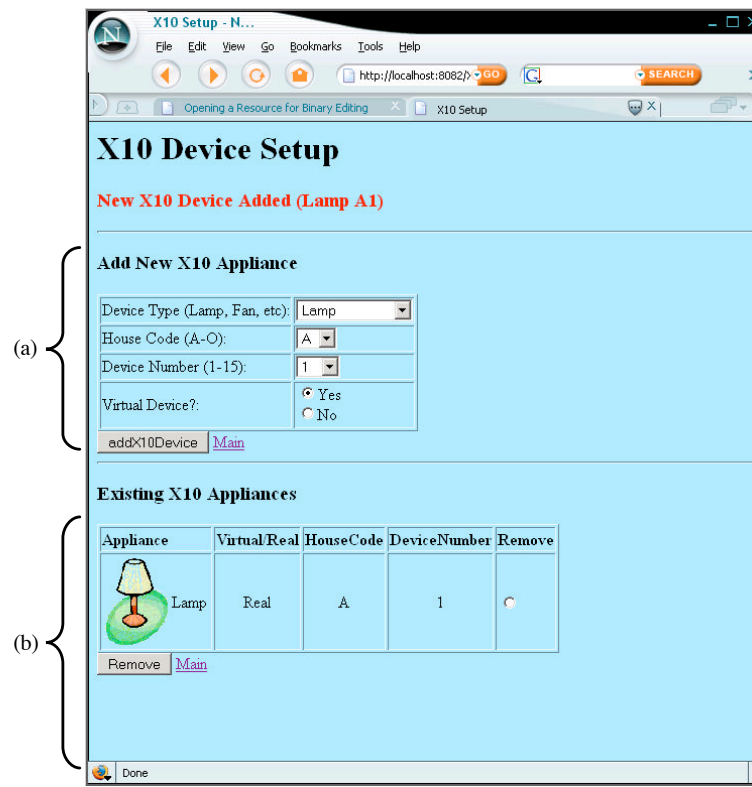 X10 Setup - N...
File Edit View Go Bookmarks Tools Help
http://localhost:8082/ GO G SEARCH
Opening a Resource for Binary Editing X10 Setup
X10 Device Setup
New X10 Device Added (Lamp A1)
Add New X10 Appliance
(a)
Device Type (Lamp, Fan, etc): Lamp
House Code (A-O): A
Device Number (1-15): 1
Virtual Device?: Yes
No
addX10Device Main
Existing X10 Appliances
(b)
Appliance Virtual/Real HouseCode DeviceNumber Remove
Lamp Real A 1
Remove Main
Done